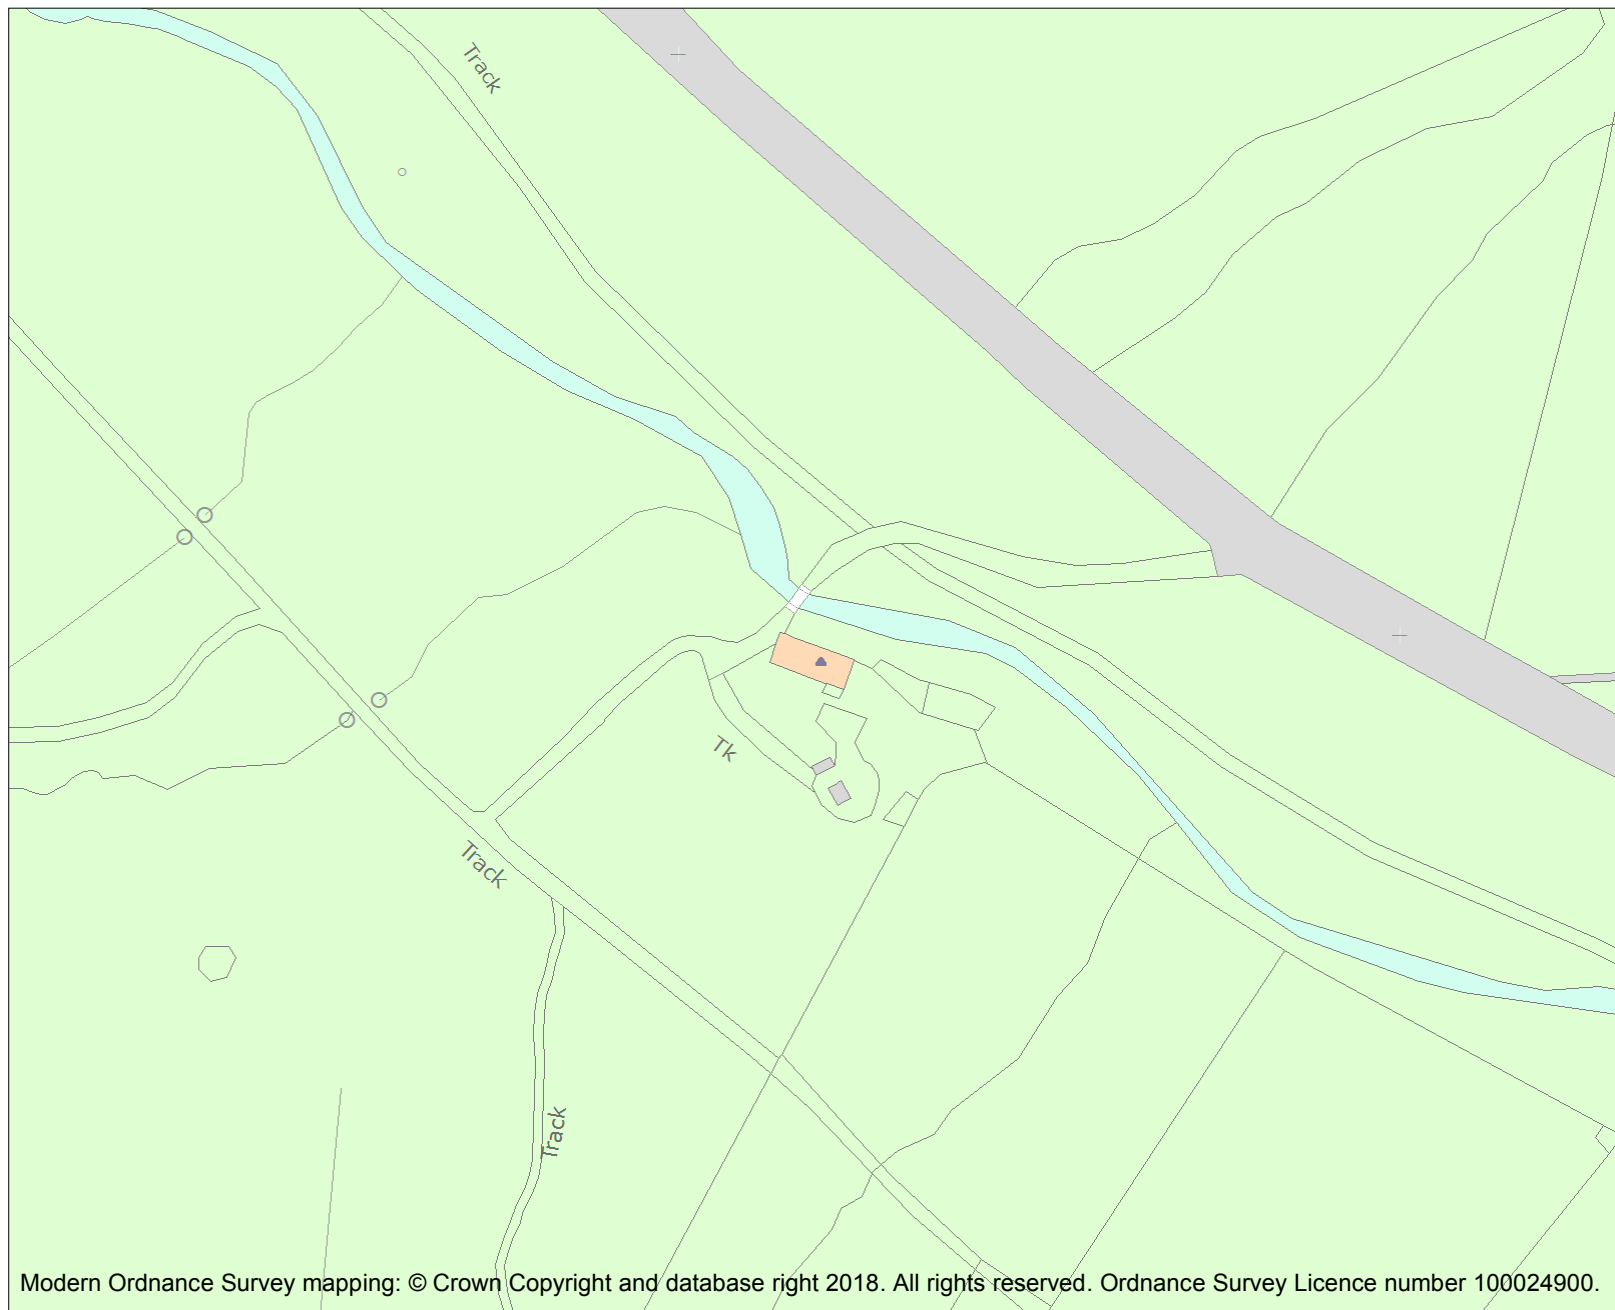 Track
Tk
Track
Track
Modern Ordnance Survey mapping: © Crown Copyright and database right 2018. All rights reserved. Ordnance Survey Licence number 100024900.